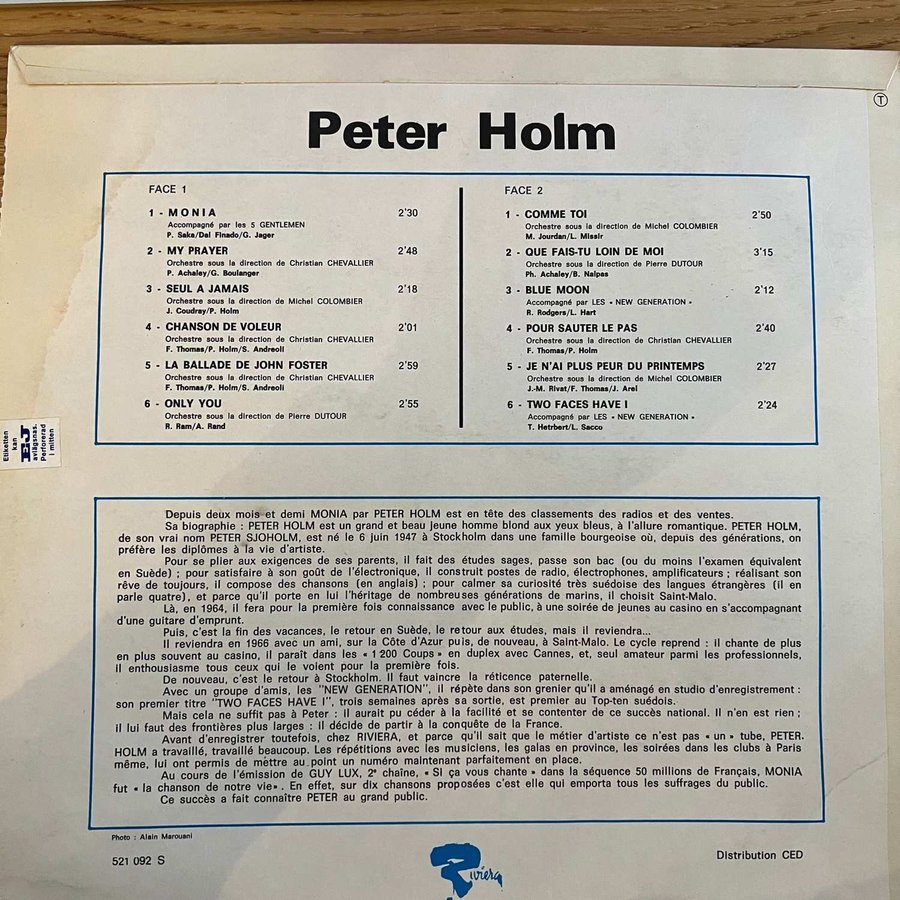 Peter Holm
T
FACE 1
1 - MONIA 2'30
Accompagné par les 5 GENTLEMEN
P. Saka/Dal Finado/G. Jager
2 - MY PRAYER 2'48
Orchestre sous la direction de Christian CHEVALLIER
P. Achaley/G. Boulanger
3 - SEUL A JAMAIS 2'18
Orchestre sous la direction de Michel COLOMBIER
J. Coudray/P. Holm
4 - CHANSON DE VOLEUR 2'01
Orchestre sous la direction de Christian CHEVALLIER
F. Thomas/P. Holm/S. Andreoli
5 - LA BALLADE DE JOHN FOSTER 2'59
Orchestre sous la direction de Christian CHEVALLIER
F. Thomas/P. Holm/S. Andreoli
6 - ONLY YOU 2'55
Orchestre sous la direction de Pierre DUTOUR
R. Ram/A. Rand
FACE 2
1 - COMME TOI 2'50
Orchestre sous la direction de Michel COLOMBIER
M. Jourdan/L. Missir
2 - QUE FAIS-TU LOIN DE MOI 3'15
Orchestre sous la direction de Pierre DUTOUR
Ph. Achaley/B. Nalpas
3 - BLUE MOON 2'12
Accompagné par LES « NEW GENERATION »
R. Rodgers/L. Hart
4 - POUR SAUTER LE PAS 2'40
Orchestre sous la direction de Christian CHEVALLIER
F. Thomas/P. Holm
5 - JE N'AI PLUS PEUR DU PRINTEMPS 2'27
Orchestre sous la direction de Michel COLOMBIER
J.-M. Rivat/F. Thomas/J. Arel
6 - TWO FACES HAVE I 2'24
Accompagné par LES « NEW GENERATION »
T. Hetrbert/L. Sacco
Etiketten
kan
EJ
avlägsnas.
Perforerad
i mitten
Depuis deux mois et demi MONIA par PETER HOLM est en tête des classements des radios et des ventes.
Sa biographie : PETER HOLM est un grand et beau jeune homme blond aux yeux bleus, à l'allure romantique. PETER HOLM,
de son vrai nom PETER SJOHOLM, est né le 6 juin 1947 à Stockholm dans une famille bourgeoise où, depuis des générations, on
préfère les diplômes à la vie d'artiste.
Pour se plier aux exigences de ses parents, il fait des études sages, passe son bac (ou du moins l'examen équivalent
en Suède) ; pour satisfaire à son goût de l'électronique, il construit postes de radio, électrophones, amplificateurs ; réalisant son
rêve de toujours, il compose des chansons (en anglais) ; pour calmer sa curiosité très suédoise des langues étrangères (il en
parle quatre), et parce qu'il porte en lui l'héritage de nombreuses générations de marins, il choisit Saint-Malo.
Là, en 1964, il fera pour la première fois connaissance avec le public, à une soirée de jeunes au casino en s'accompagnant
d'une guitare d'emprunt.
Puis, c'est la fin des vacances, le retour en Suède, le retour aux études, mais il reviendra...
Il reviendra en 1966 avec un ami, sur la Côte d'Azur puis, de nouveau, à Saint-Malo. Le cycle reprend : il chante de plus
en plus souvent au casino, il paraît dans les « 1 200 Coups » en duplex avec Cannes, et, seul amateur parmi les professionnels,
il enthousiasme tous ceux qui le voient pour la première fois.
De nouveau, c'est le retour à Stockholm. Il faut vaincre la réticence paternelle.
Avec un groupe d'amis, les "NEW GENERATION", il répète dans son grenier qu'il a aménagé en studio d'enregistrement :
son premier titre "TWO FACES HAVE I", trois semaines après sa sortie, est premier au Top-ten suédois.
Mais cela ne suffit pas à Peter : il aurait pu céder à la facilité et se contenter de ce succès national. Il n'en est rien ;
il lui faut des frontières plus larges : il décide de partir à la conquête de la France.
Avant d'enregistrer toutefois, chez RIVIERA, et parce qu'il sait que le métier d'artiste ce n'est pas « un » tube, PETER.
HOLM a travaillé, travaillé beaucoup. Les répétitions avec les musiciens, les galas en province, les soirées dans les clubs à Paris
même, lui ont permis de mettre au point un numéro maintenant parfaitement en place.
Au cours de l'émission de GUY LUX, 2e chaîne, « Si ça vous chante » dans la séquence 50 millions de Français, MONIA
fut « la chanson de notre vie». En effet, sur dix chansons proposées c'est elle qui emporta tous les suffrages du public.
Ce succès a fait connaître PETER au grand public.
Photo : Alain Marouani
521 092 S
Riviera
Distribution CED